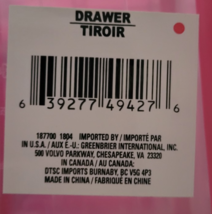 DRAWER
TIROIR
6 39277 49427 6
187700 1804 IMPORTED BY / IMPORTÉ PAR
IN U.S.A. / AUX É.-U.: GREENBRIER INTERNATIONAL, INC.
500 VOLVO PARKWAY, CHESAPEAKE, VA 23320
IN CANADA / AU CANADA:
DTSC IMPORTS BURNABY, BC V5G 4P3
MADE IN CHINA / FABRIQUÉ EN CHINE